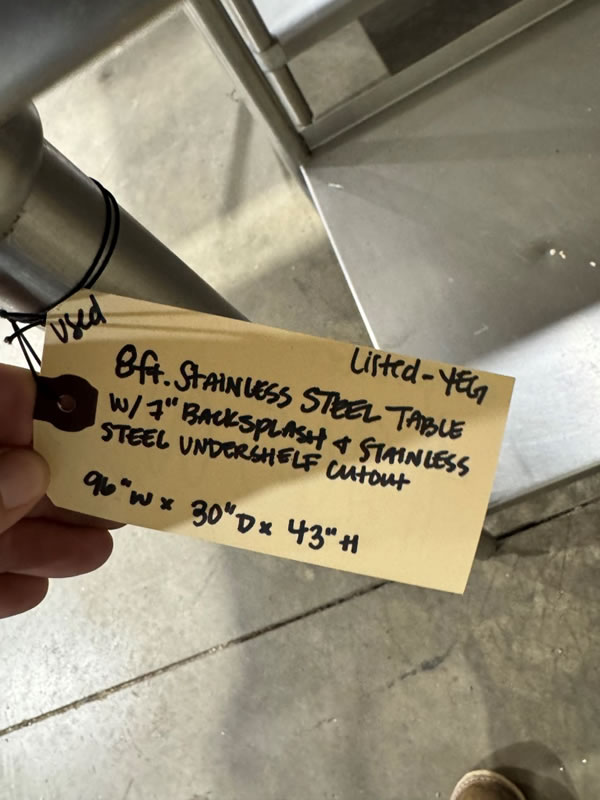 Used
Listed-YEG
8ft. STAINLESS STEEL TABLE
W/ 7" BACKSPLASH & STAINLESS
STEEL UNDERSHELF CUTOUT
96"W x 30"D x 43"H